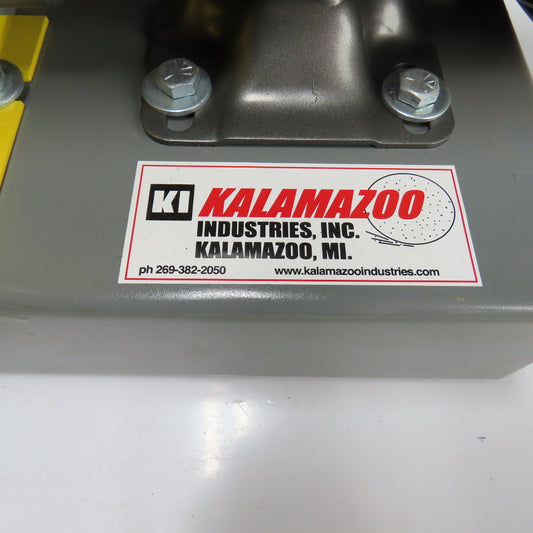 KI KALAMAZOO
INDUSTRIES, INC.
KALAMAZOO, MI.
ph 269-382-2050 www.kalamazooindustries.com